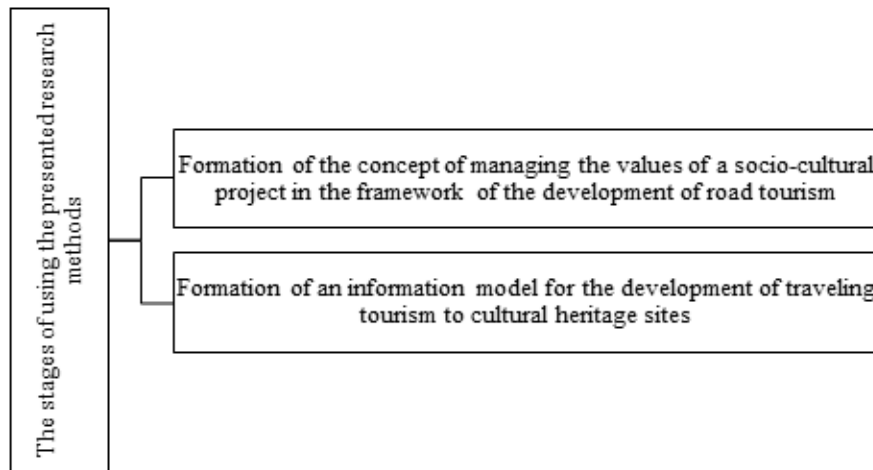 The stages of using the presented research
methods
Formation of the concept of managing the values of a socio-cultural
project in the framework of the development of road tourism
Formation of an information model for the development of traveling
tourism to cultural heritage sites